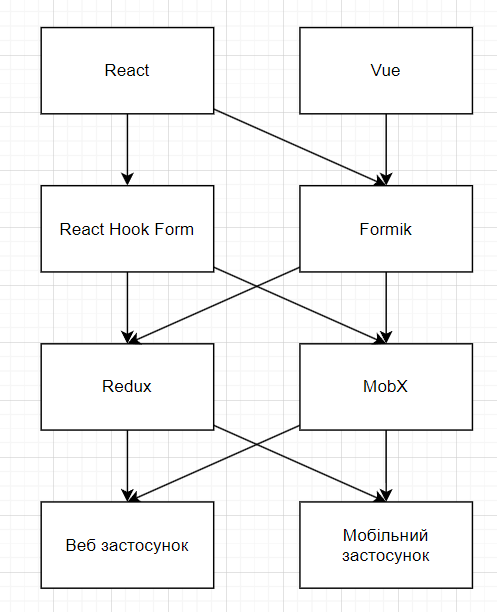 React
Vue
React Hook Form
Formik
Redux
MobX
Веб застосунок
Мобільний
застосунок